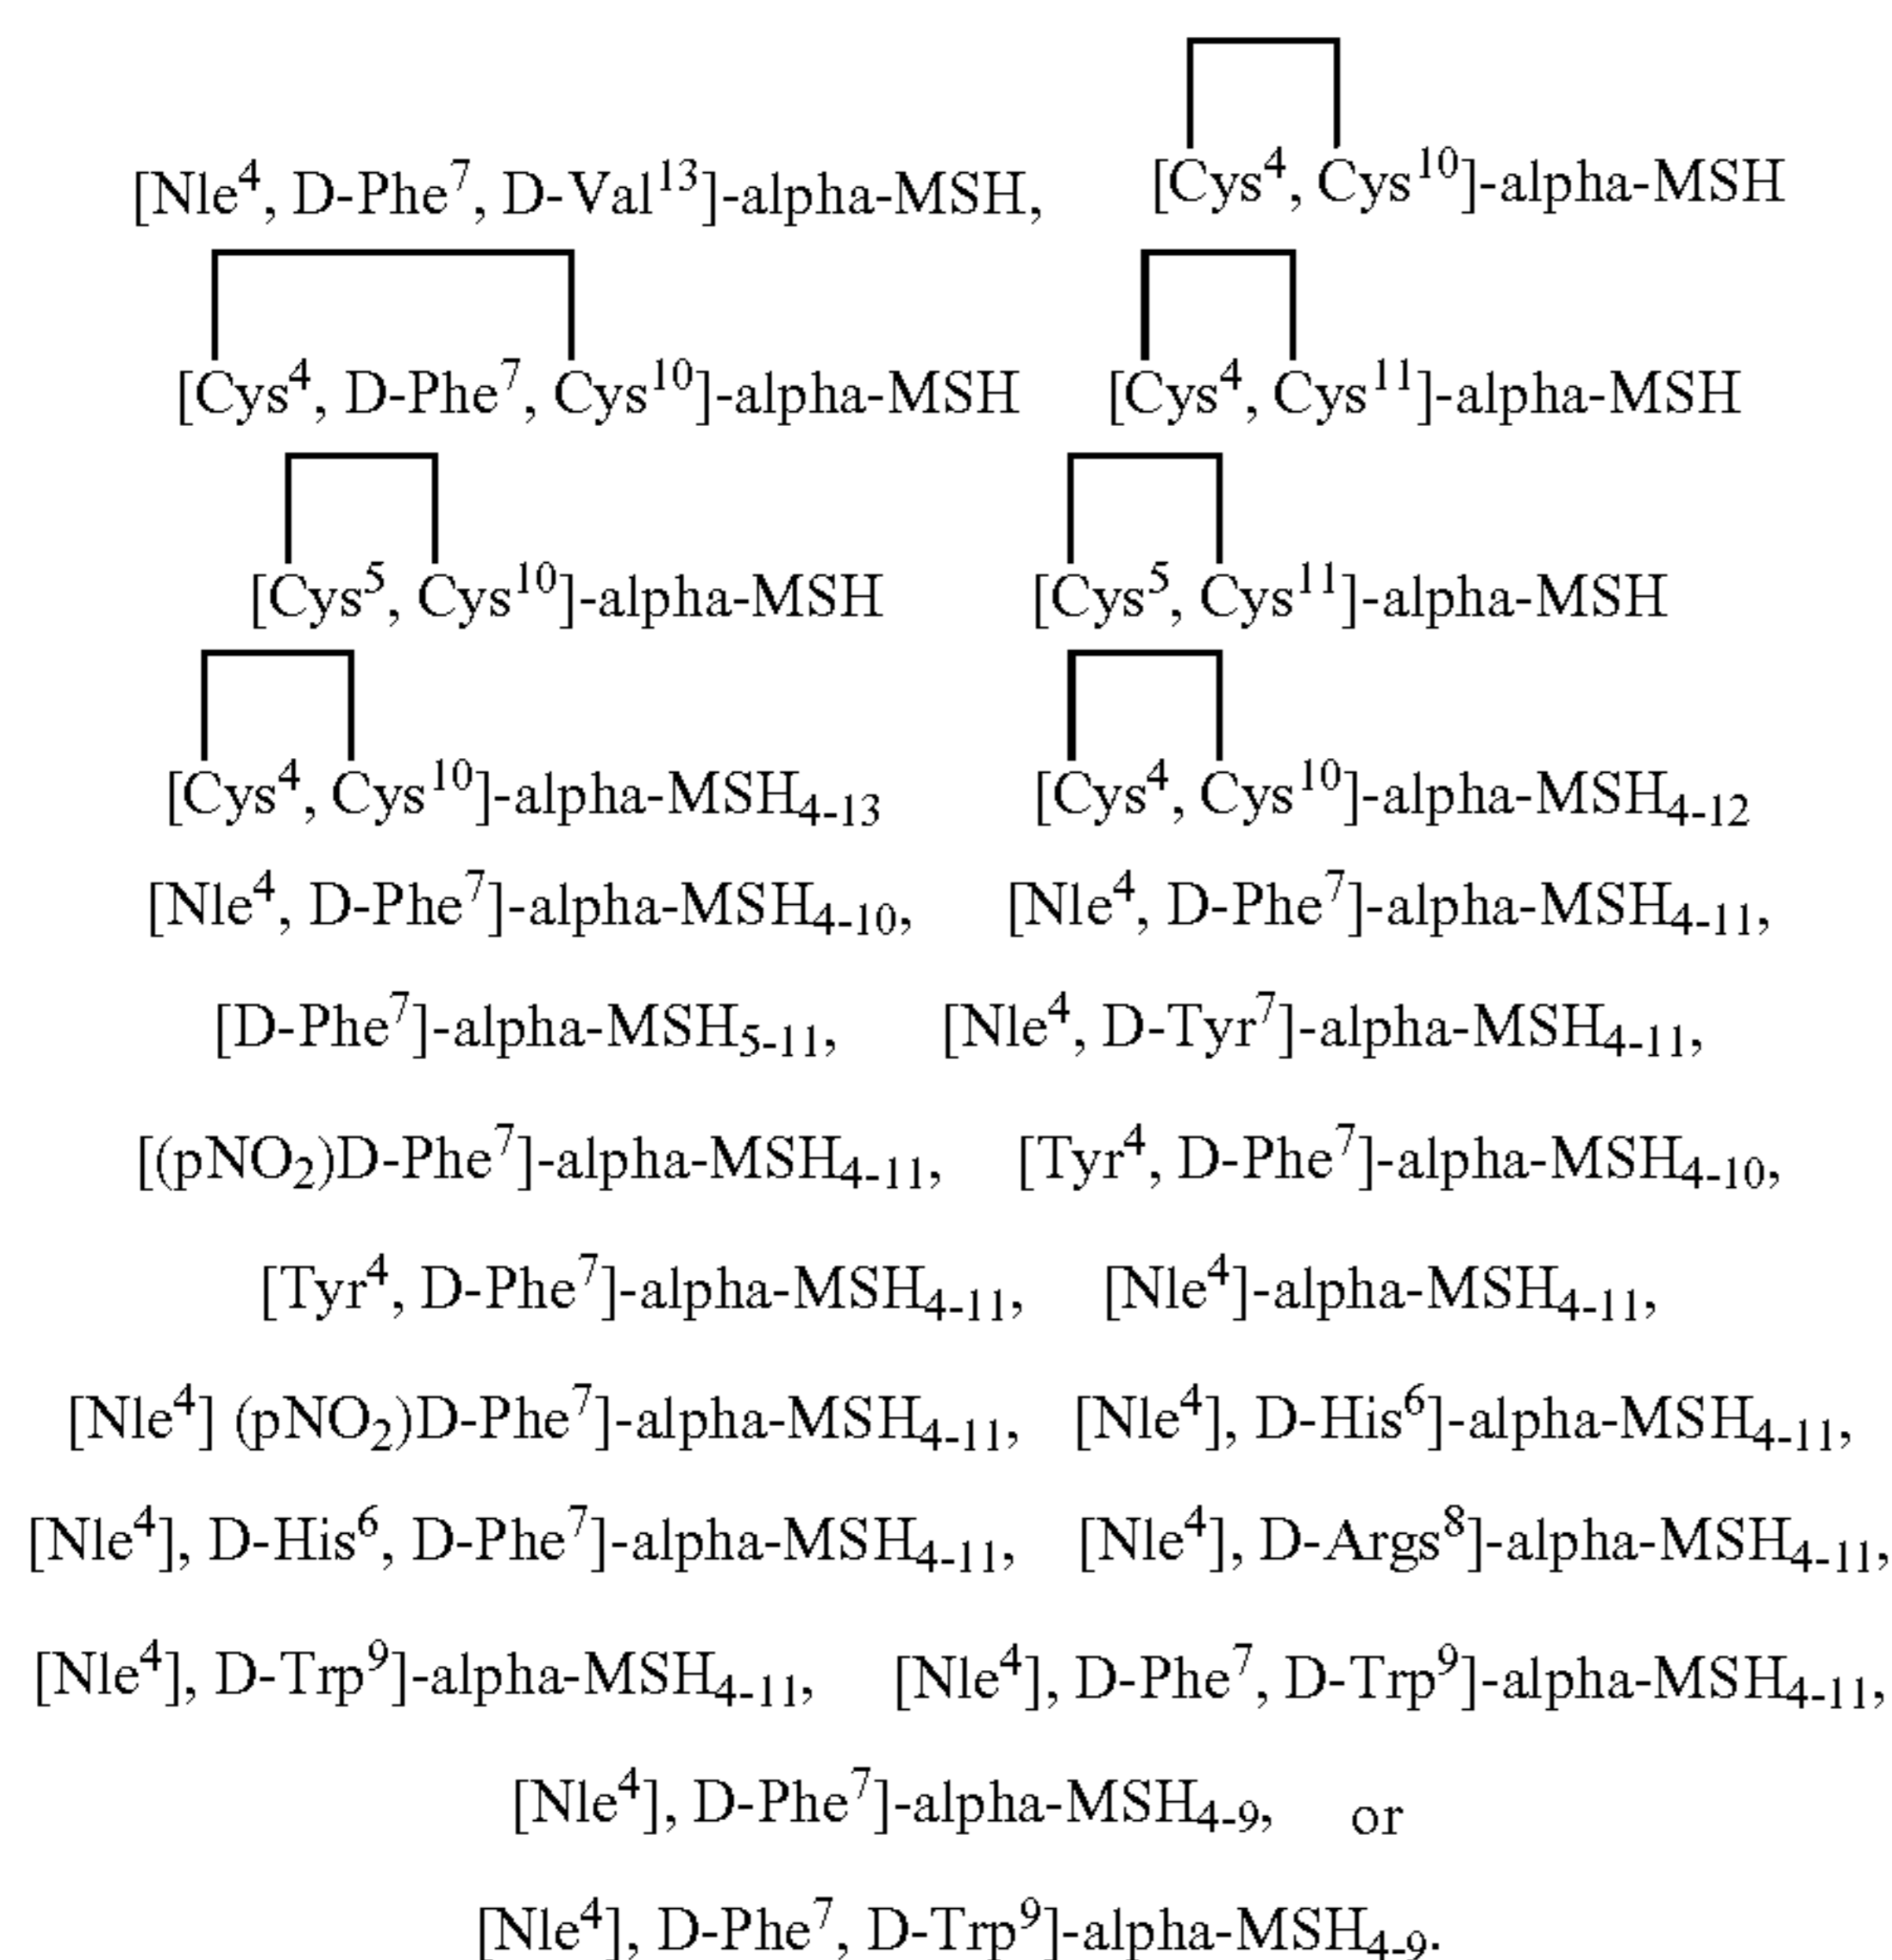 [Nle⁴, D-Phe⁷, D-Val¹³]-alpha-MSH, [Cys⁴, Cys¹⁰]-alpha-MSH
[Cys⁴, D-Phe⁷, Cys¹⁰]-alpha-MSH [Cys⁴, Cys¹¹]-alpha-MSH
[Cys⁵, Cys¹⁰]-alpha-MSH [Cys⁵, Cys¹¹]-alpha-MSH
[Cys⁴, Cys¹⁰]-alpha-MSH₄₋₁₃ [Cys⁴, Cys¹⁰]-alpha-MSH₄₋₁₂
[Nle⁴, D-Phe⁷]-alpha-MSH₄₋₁₀, [Nle⁴, D-Phe⁷]-alpha-MSH₄₋₁₁,
[D-Phe⁷]-alpha-MSH₅₋₁₁, [Nle⁴, D-Tyr⁷]-alpha-MSH₄₋₁₁,
[(pNO₂)D-Phe⁷]-alpha-MSH₄₋₁₁, [Tyr⁴, D-Phe⁷]-alpha-MSH₄₋₁₀,
[Tyr⁴, D-Phe⁷]-alpha-MSH₄₋₁₁, [Nle⁴]-alpha-MSH₄₋₁₁,
[Nle⁴] (pNO₂)D-Phe⁷]-alpha-MSH₄₋₁₁, [Nle⁴], D-His⁶]-alpha-MSH₄₋₁₁,
[Nle⁴], D-His⁶, D-Phe⁷]-alpha-MSH₄₋₁₁, [Nle⁴], D-Args⁸]-alpha-MSH₄₋₁₁,
[Nle⁴], D-Trp⁹]-alpha-MSH₄₋₁₁, [Nle⁴], D-Phe⁷, D-Trp⁹]-alpha-MSH₄₋₁₁,
[Nle⁴], D-Phe⁷]-alpha-MSH₄₋₉, or
[Nle⁴], D-Phe⁷, D-Trp⁹]-alpha-MSH₄₋₉.